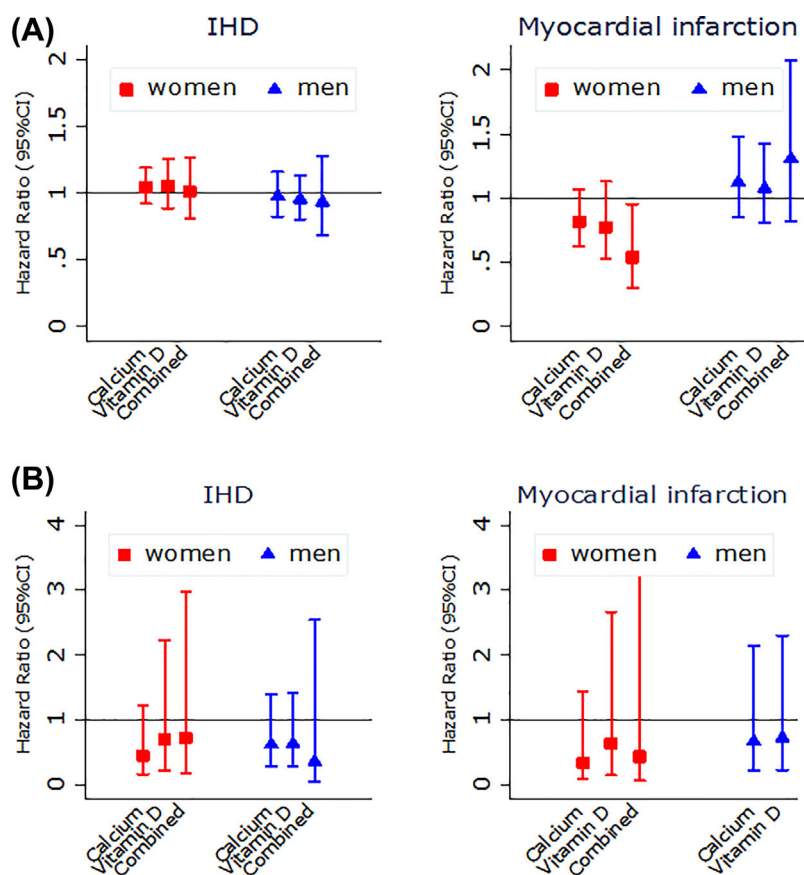 (A)
IHD
Hazard Ratio (95%CI)
0 .5 1 1.5 2
women men
Calcium
Vitamin D
Combined
Calcium
Vitamin D
Combined
Myocardial infarction
Hazard Ratio (95%CI)
0 .5 1 1.5 2
women men
Calcium
Vitamin D
Combined
Calcium
Vitamin D
Combined
(B)
IHD
Hazard Ratio (95%CI)
0 1 2 3 4
women men
Calcium
Vitamin D
Combined
Calcium
Vitamin D
Combined
Myocardial infarction
Hazard Ratio (95%CI)
0 1 2 3 4
women men
Calcium
Vitamin D
Combined
Calcium
Vitamin D